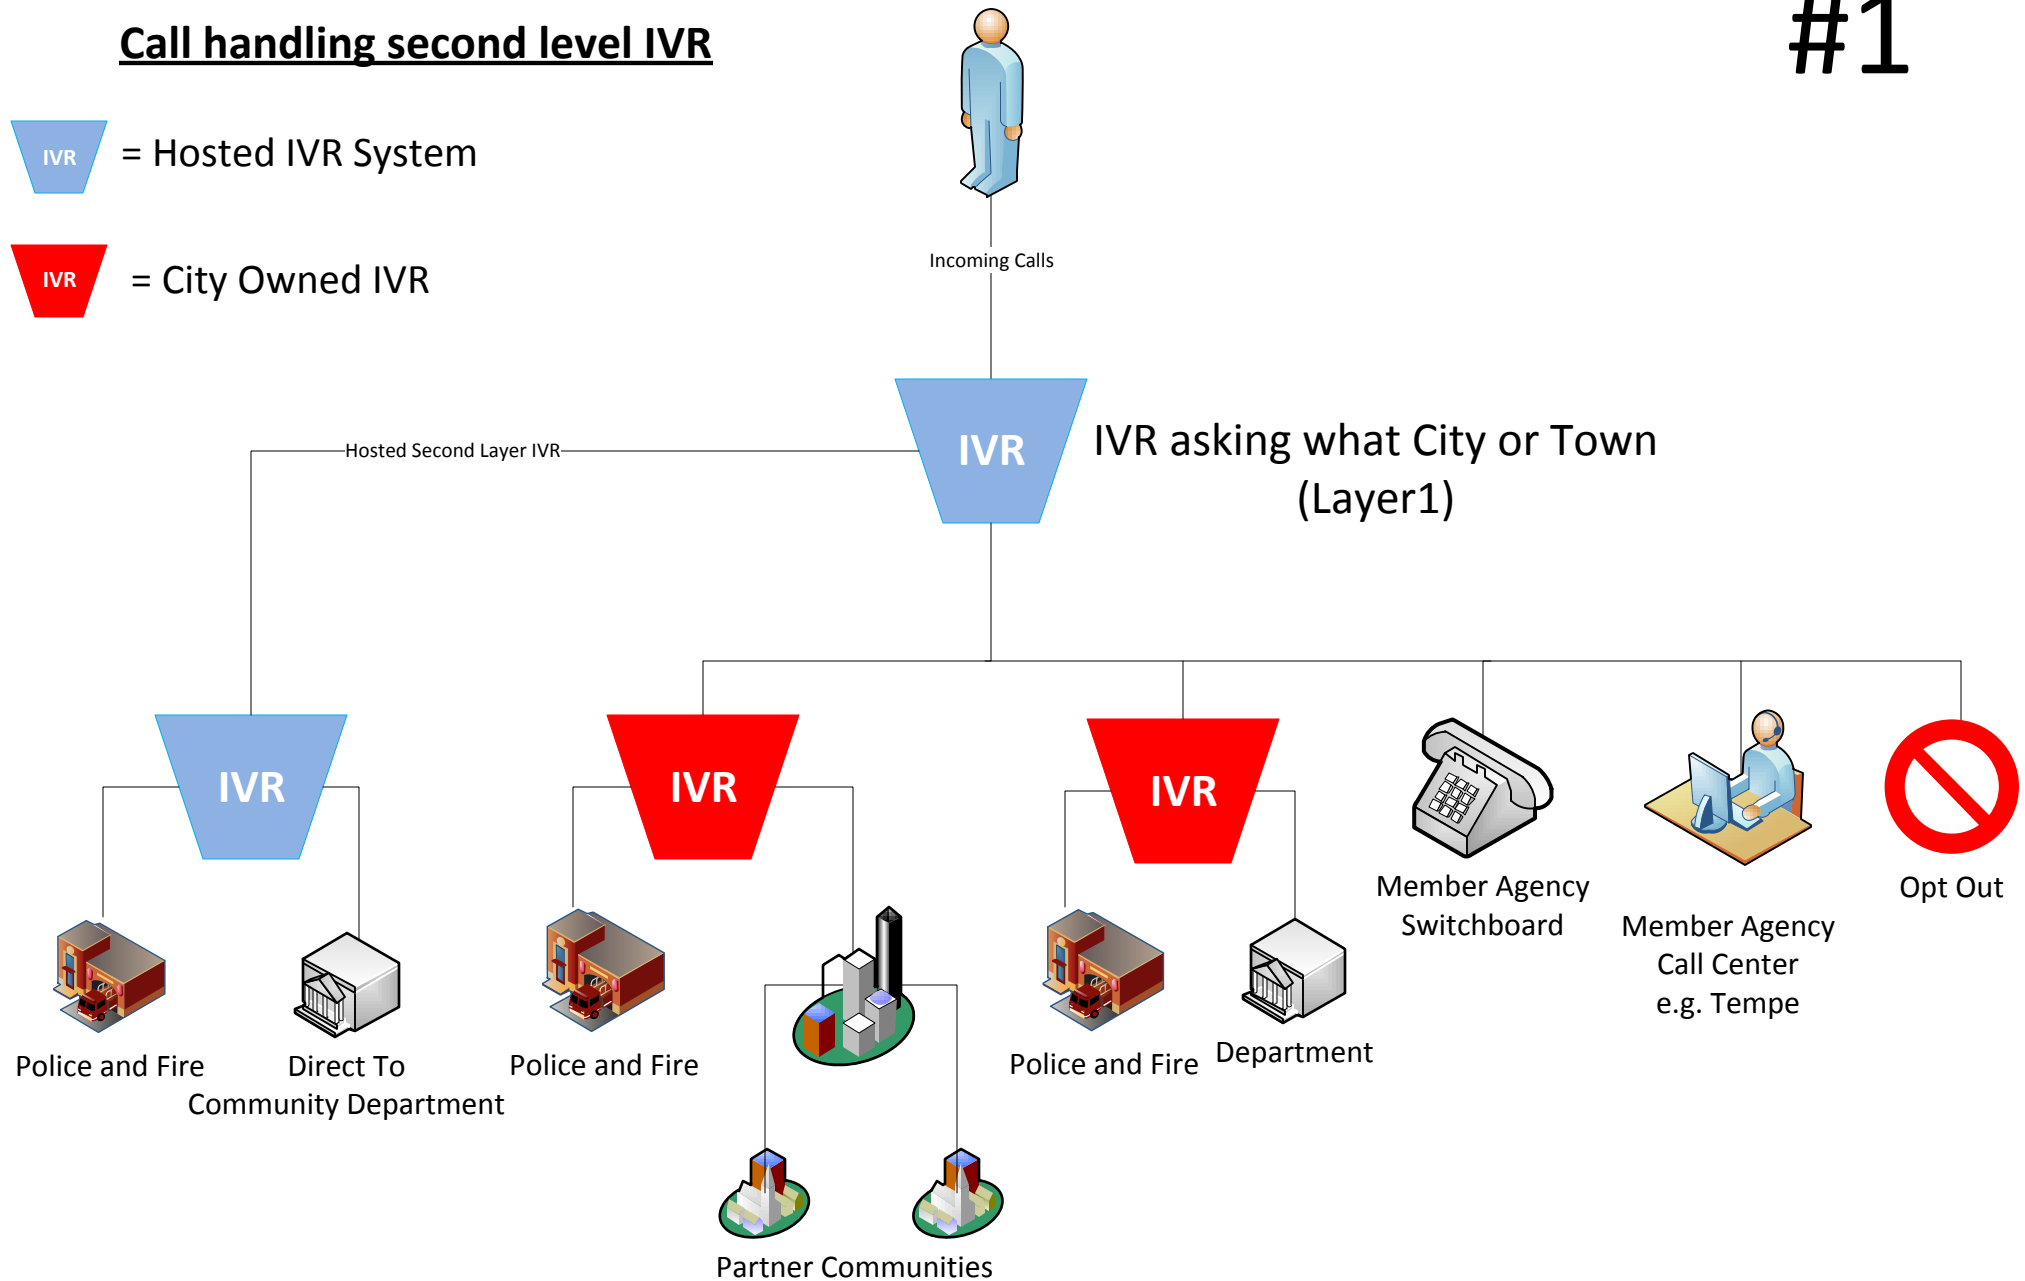 Call handling second level IVR
#1
IVR
= Hosted IVR System
IVR
= City Owned IVR
Incoming Calls
Hosted Second Layer IVR
IVR
IVR asking what City or Town
(Layer1)
IVR
IVR
IVR
Member Agency
Switchboard
Member Agency
Call Center
e.g. Tempe
Opt Out
Police and Fire
Direct To
Community Department
Police and Fire
Police and Fire
Department
Partner Communities